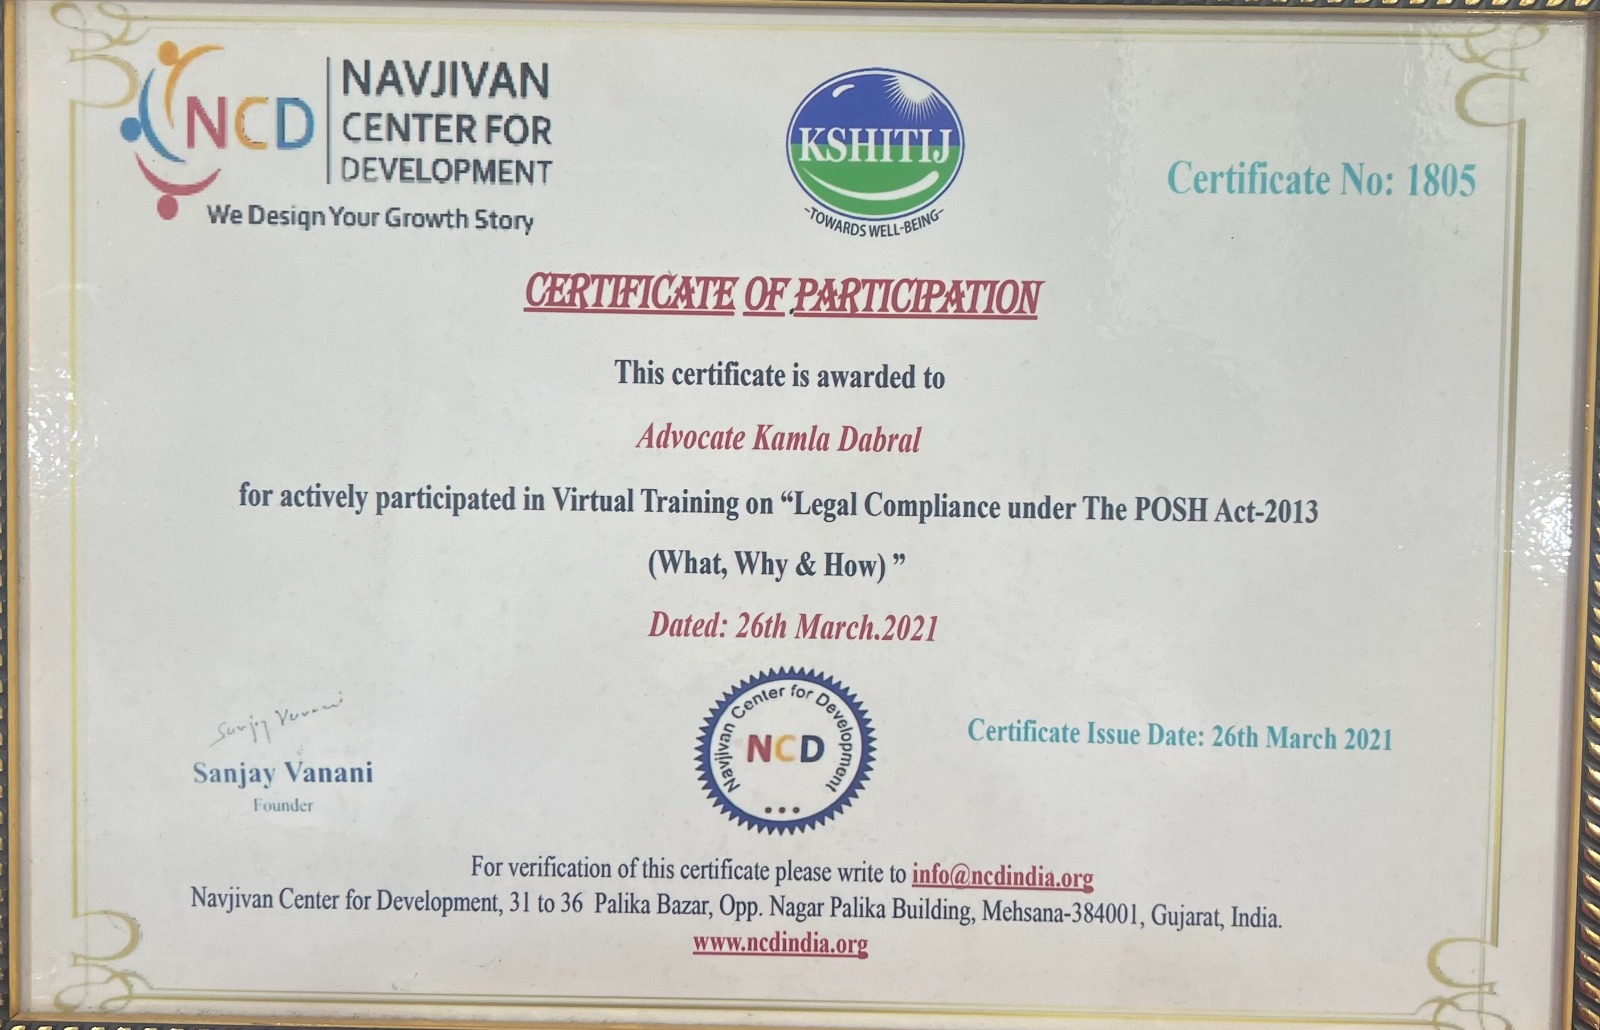 NCD
NAVJIVAN
CENTER FOR
DEVELOPMENT
We Design Your Growth Story
KSHITIJ
-TOWARDS WELL-BEING-
Certificate No: 1805
CERTIFICATE OF PARTICIPATION
This certificate is awarded to
Advocate Kamla Dabral
for actively participated in Virtual Training on “Legal Compliance under The POSH Act-2013
(What, Why & How) ”
Dated: 26th March.2021
Sanjay Vanani
Sanjay Vanani
Founder
Navjivan Center for Development
NCD
Certificate Issue Date: 26th March 2021
For verification of this certificate please write to info@ncdindia.org
Navjivan Center for Development, 31 to 36 Palika Bazar, Opp. Nagar Palika Building, Mehsana-384001, Gujarat, India.
www.ncdindia.org